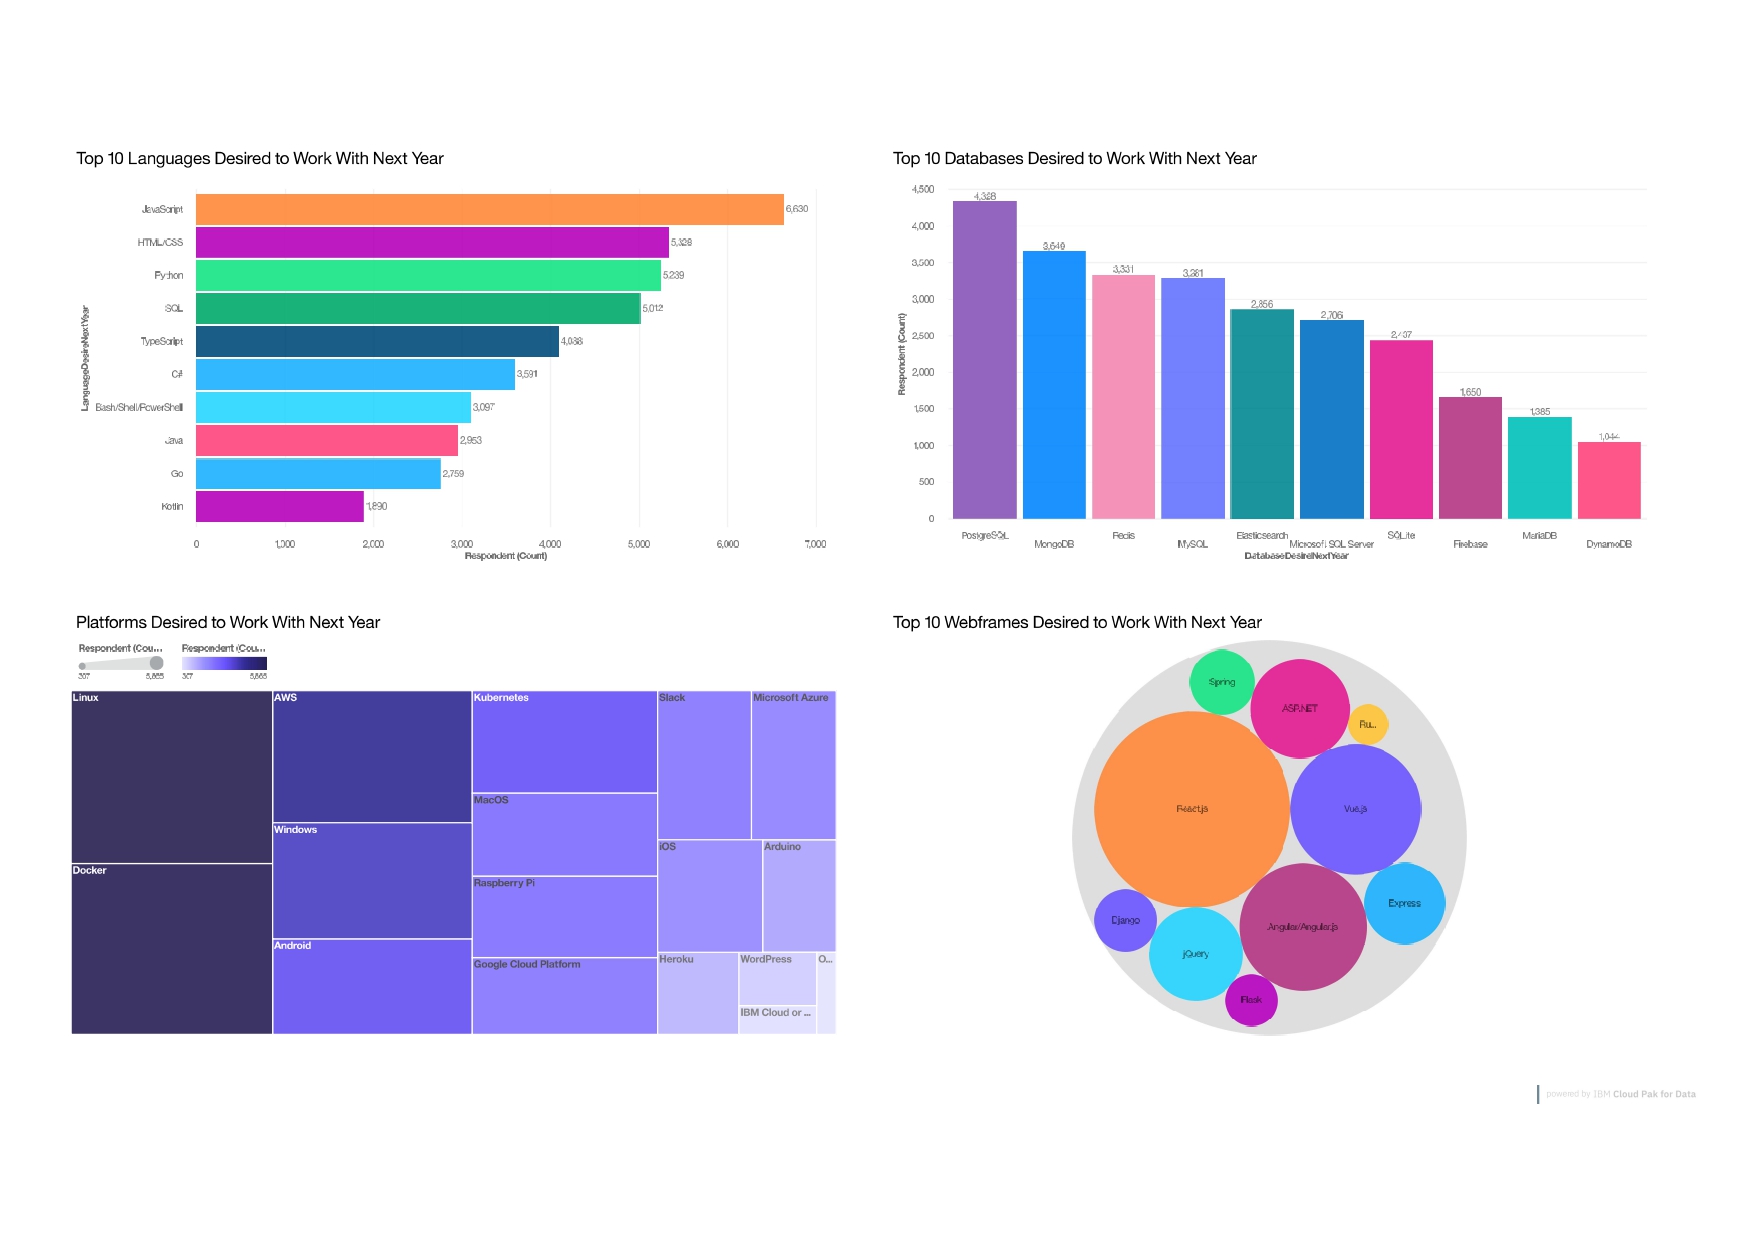 Top 10 Languages Desired to Work With Next Year
LanguageDesireNextYear
JavaScript 6,630
HTML/CSS 5,328
Python 5,239
SQL 5,012
TypeScript 4,088
C# 3,591
Bash/Shell/PowerShell 3,097
Java 2,953
Go 2,759
Kotlin 1,890
0 1,000 2,000 3,000 4,000 5,000 6,000 7,000
Respondent (Count)
Top 10 Databases Desired to Work With Next Year
Respondent (Count)
4,500
4,000
3,500
3,000
2,500
2,000
1,500
1,000
500
0
4,328 3,649 3,331 3,281 2,856 2,706 2,437 1,650 1,385 1,044
PostgreSQL MongoDB Redis MySQL Elasticsearch Microsoft SQL Server SQLite Firebase MariaDB DynamoDB
DatabaseDesireNextYear
Platforms Desired to Work With Next Year
Respondent (Cou... Respondent (Cou...
Linux
Docker
AWS
Windows
Android
Kubernetes
MacOS
Raspberry Pi
Google Cloud Platform
Slack
Microsoft Azure
iOS
Arduino
Heroku
WordPress
IBM Cloud or ...
O...
Top 10 Webframes Desired to Work With Next Year
Spring
ASP.NET
Ru...
React.js
Vue.js
Express
Django
Angular/Angular.js
jQuery
Flask
powered by IBM Cloud Pak for Data